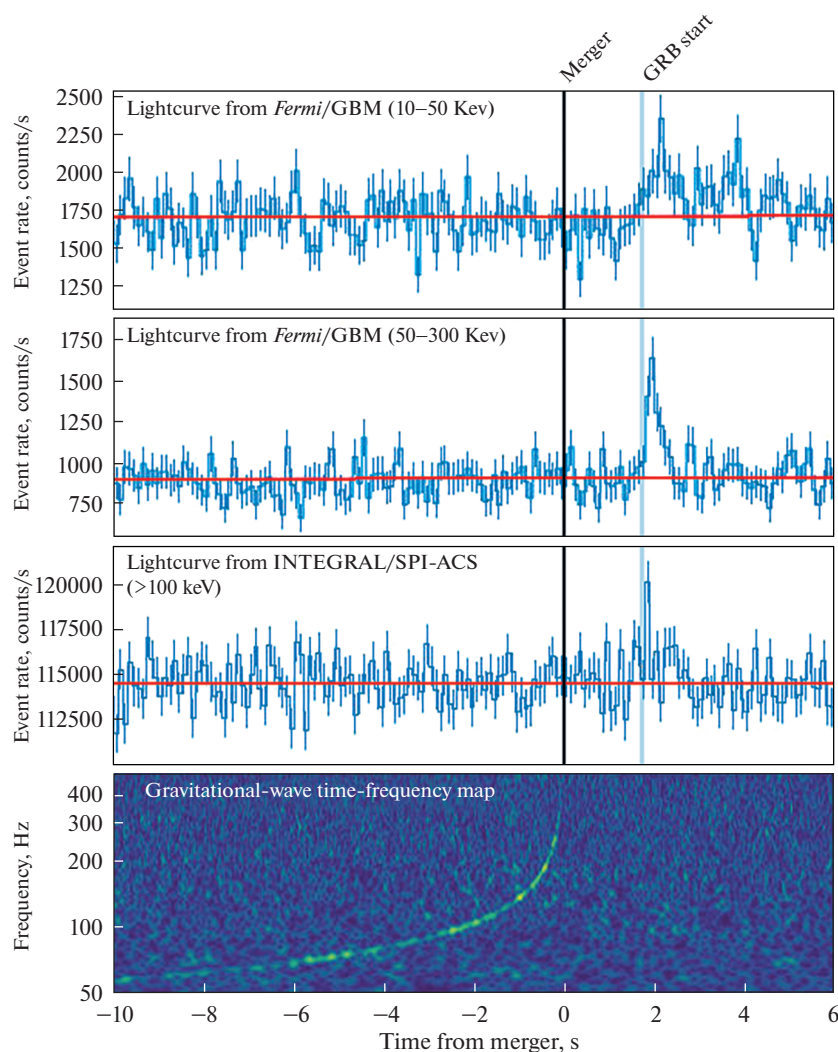 Merger
GRB start
Lightcurve from Fermi/GBM (10–50 Kev)
Event rate, counts/s
2500
2250
2000
1750
1500
1250
Lightcurve from Fermi/GBM (50–300 Kev)
Event rate, counts/s
1750
1500
1250
1000
750
Lightcurve from INTEGRAL/SPI-ACS
(>100 keV)
Event rate, counts/s
120000
117500
115000
112500
Gravitational-wave time-frequency map
Frequency, Hz
400
300
200
100
50
−10 −8 −6 −4 −2 0 2 4 6
Time from merger, s